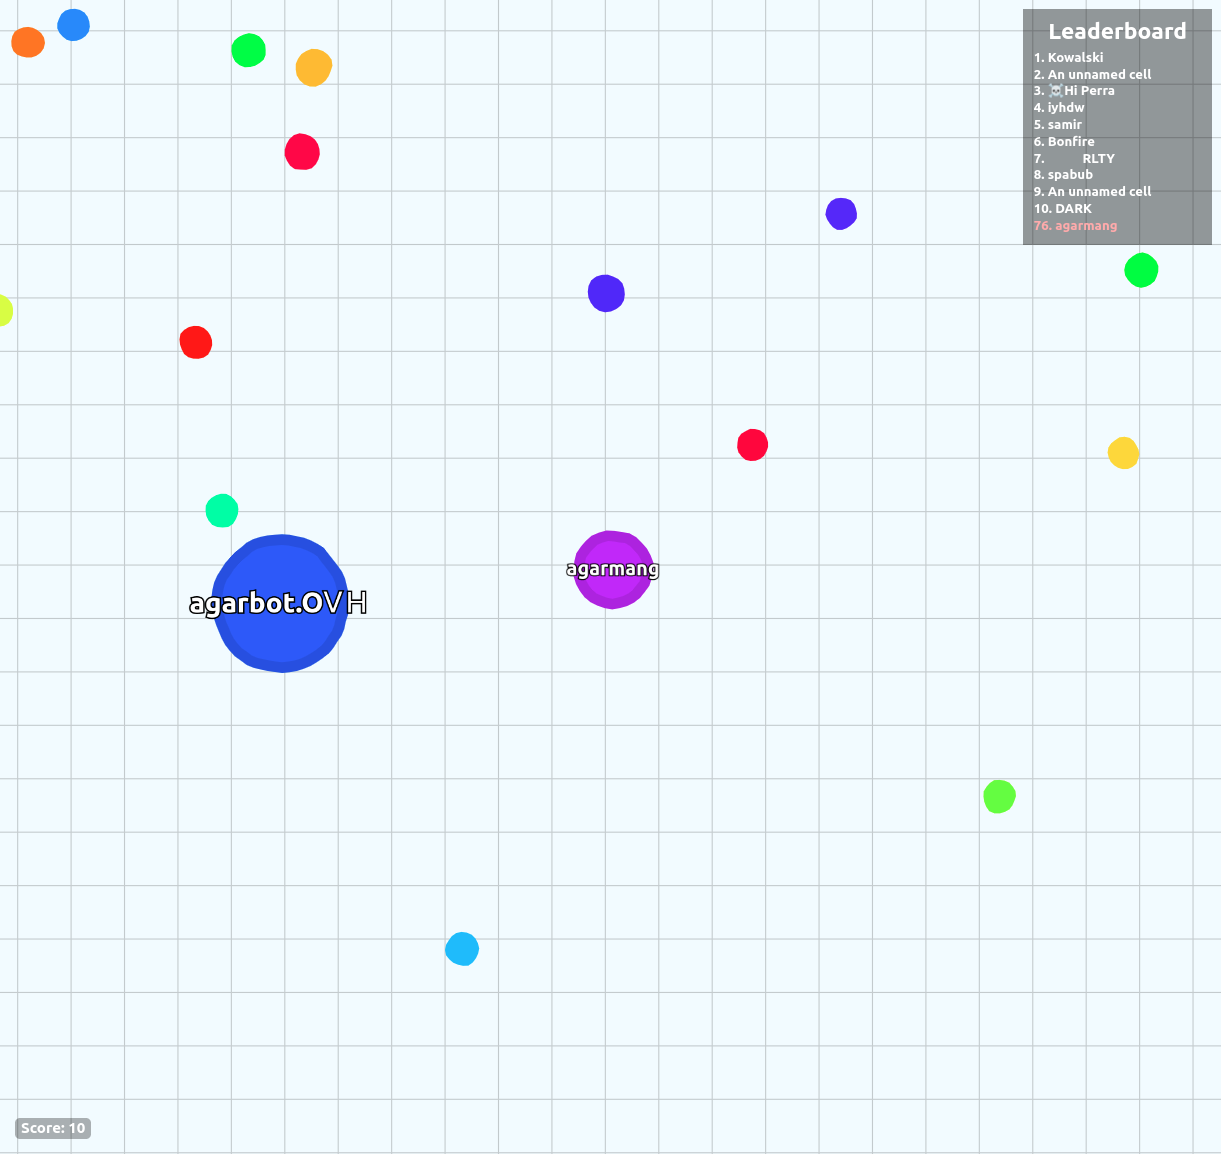 Leaderboard
1. Kowalski
2. An unnamed cell
3. ☠Hi Perra
4. iyhdw
5. samir
6. Bonfire
7. RLTY
8. spabub
9. An unnamed cell
10. DARK
76. agarmang
agarmang
agarbot.OVH
Score: 10